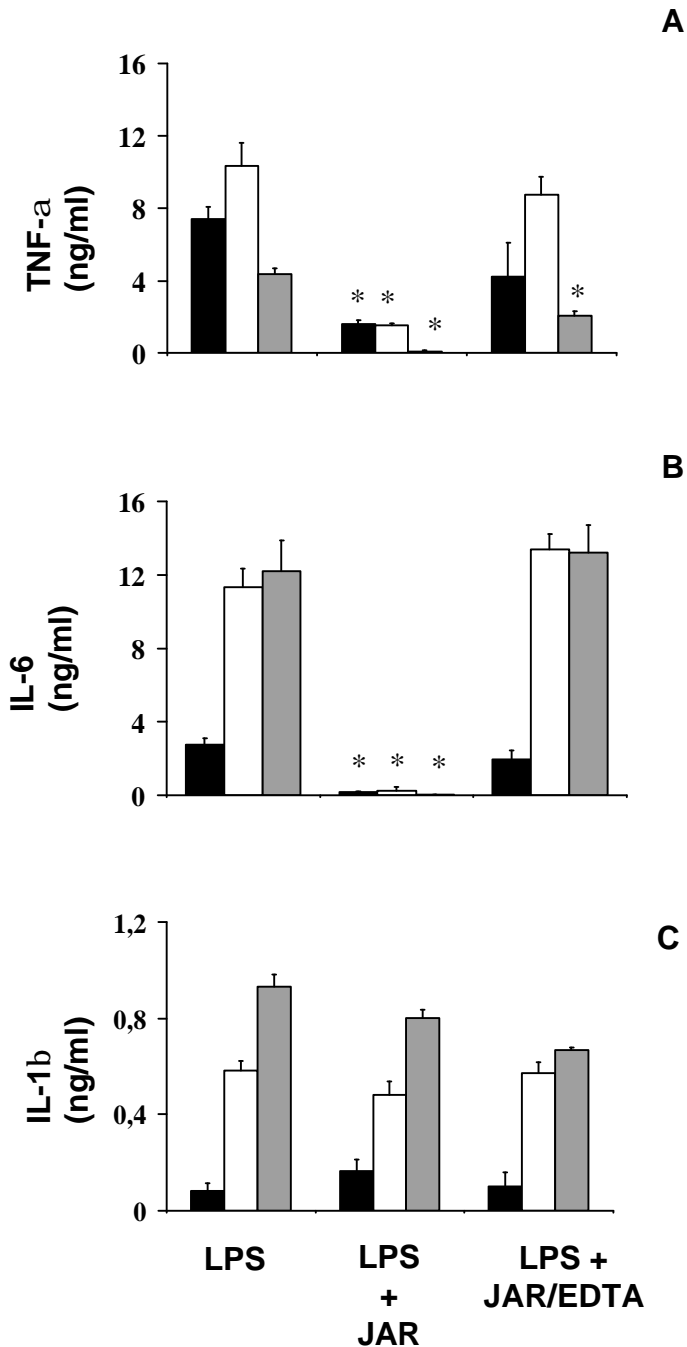 A
TNF-a
(ng/ml)
16
12
8
4
0
* * *
*
B
IL-6
(ng/ml)
16
12
8
4
0
* * *
C
IL-1b
(ng/ml)
1,2
0,8
0,4
0
LPS
LPS
+
JAR
LPS +
JAR/EDTA